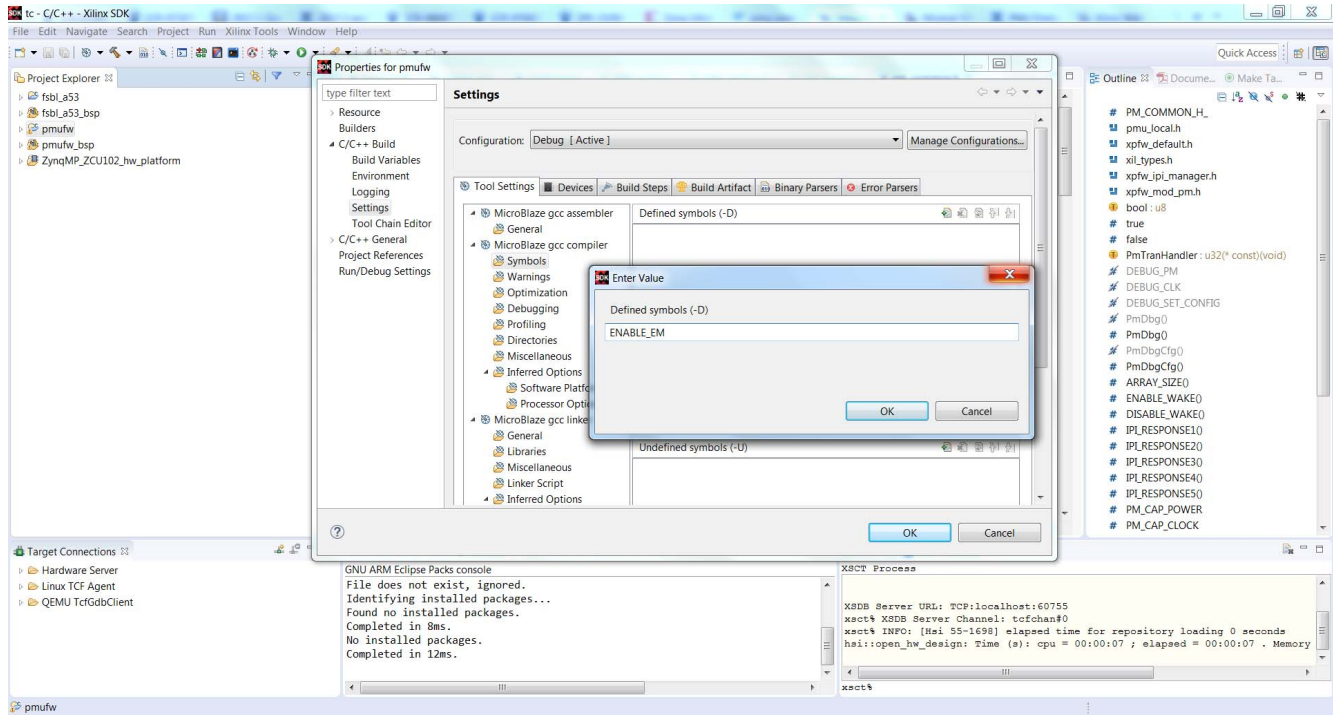 tc - C/C++ - Xilinx SDK
File Edit Navigate Search Project Run Xilinx Tools Window Help
Quick Access
Project Explorer
fsbl_a53
fsbl_a53_bsp
pmufw
pmufw_bsp
ZynqMP_ZCU102_hw_platform
Properties for pmufw
type filter text
Resource
Builders
C/C++ Build
Build Variables
Environment
Logging
Settings
Tool Chain Editor
C/C++ General
Project References
Run/Debug Settings
Settings
Configuration: Debug [ Active ]
Manage Configurations...
Tool Settings Devices Build Steps Build Artifact Binary Parsers Error Parsers
MicroBlaze gcc assembler
General
MicroBlaze gcc compiler
Symbols
Warnings
Optimization
Debugging
Profiling
Directories
Miscellaneous
Inferred Options
Software Platfo
Processor Optio
MicroBlaze gcc linke
General
Libraries
Miscellaneous
Linker Script
Inferred Options
Defined symbols (-D)
Undefined symbols (-U)
SDK Enter Value
Defined symbols (-D)
ENABLE_EM
OK Cancel
OK Cancel
Outline Docume... Make Ta...
PM_COMMON_H_
pmu_local.h
xpfw_default.h
xil_types.h
xpfw_ipi_manager.h
xpfw_mod_pm.h
bool : u8
true
false
PmTranHandler : u32(* const)(void)
DEBUG_PM
DEBUG_CLK
DEBUG_SET_CONFIG
PmDbg()
PmDbg()
PmDbgCfg()
PmDbgCfg()
ARRAY_SIZE()
ENABLE_WAKE()
DISABLE_WAKE()
IPI_RESPONSE1()
IPI_RESPONSE2()
IPI_RESPONSE3()
IPI_RESPONSE4()
IPI_RESPONSE5()
PM_CAP_POWER
PM_CAP_CLOCK
Target Connections
Hardware Server
Linux TCF Agent
QEMU TcfGdbClient
GNU ARM Eclipse Packs console
File does not exist, ignored.
Identifying installed packages...
Found no installed packages.
Completed in 8ms.
No installed packages.
Completed in 12ms.
XSCT Process
XSDB Server URL: TCP:localhost:60755
xsct% XSDB Server Channel: tcfchan#0
xsct% INFO: [Hsi 55-1698] elapsed time for repository loading 0 seconds
hsi::open_hw_design: Time (s): cpu = 00:00:07 ; elapsed = 00:00:07 . Memory
xsct%
pmufw